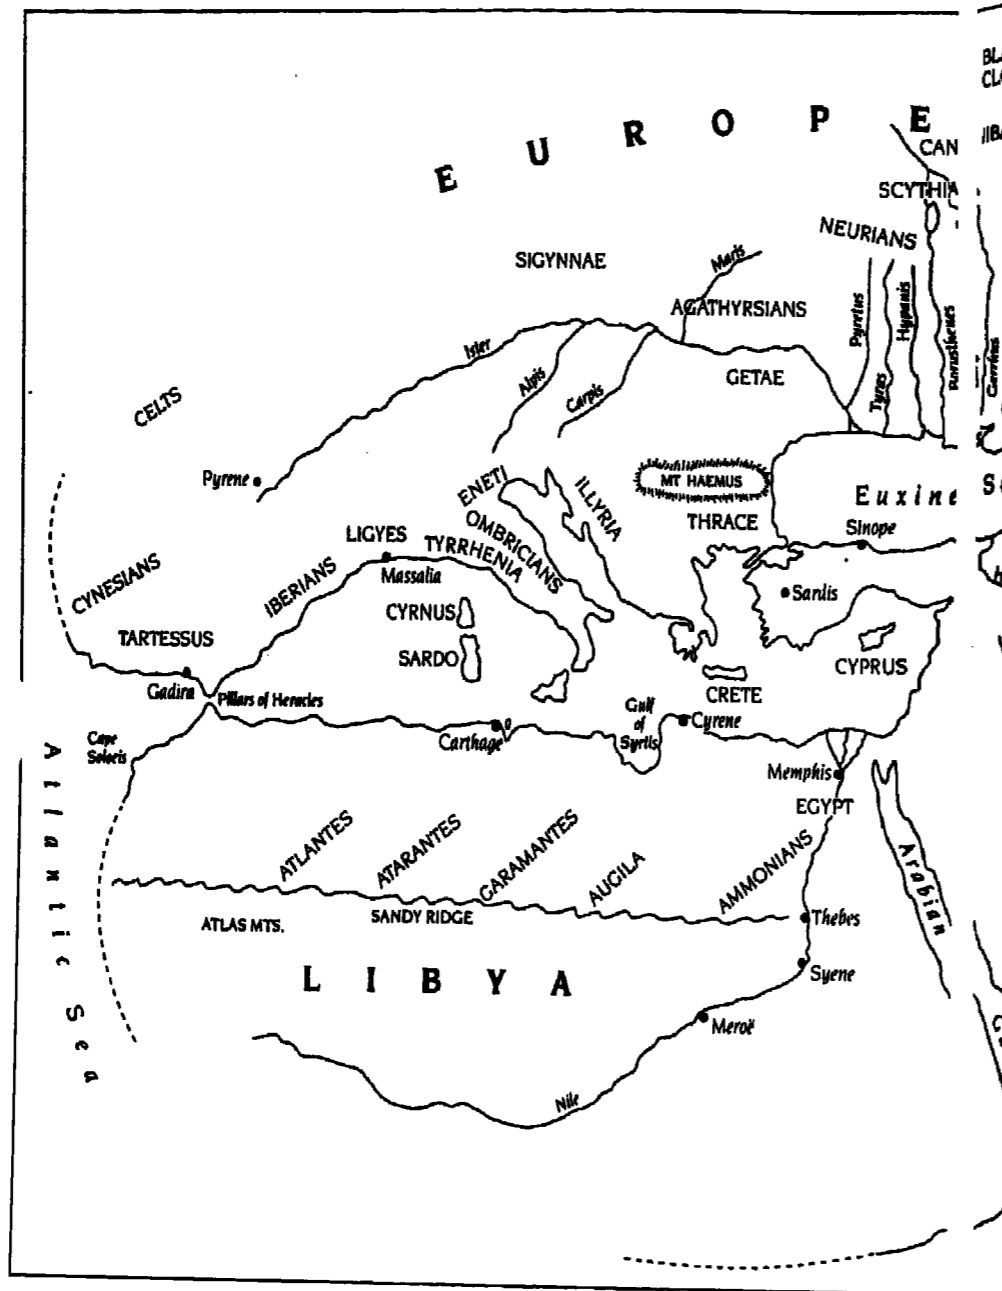 EUROPE
CAN
SCYTHIA
NEURIANS
SIGYNNAE
Maris
AGATHYRSIANS
Pyretus
Tyras
Hypanis
Ister
Alpis
Carpis
GETAE
CELTS
Pyrene
ENETI
ILLYRIA
MT HAEMUS
Euxine
THRACE
Sinope
OMBRICIANS
LIGYES
TYRRHENIA
Massalia
CYNESIANS
IBERIANS
CYRNUS
Sardis
TARTESSUS
SARDO
CYPRUS
CRETE
Gadira
Pillars of Heracles
Gulf
of
Syrtis
Cyrene
Carthage
Cape
Soloeis
Memphis
EGYPT
Atlantic Sea
ATLANTES
ATARANTES
GARAMANTES
AUGILA
AMMONIANS
Arabian
ATLAS MTS.
SANDY RIDGE
Thebes
LIBYA
Syene
Meroë
Nile